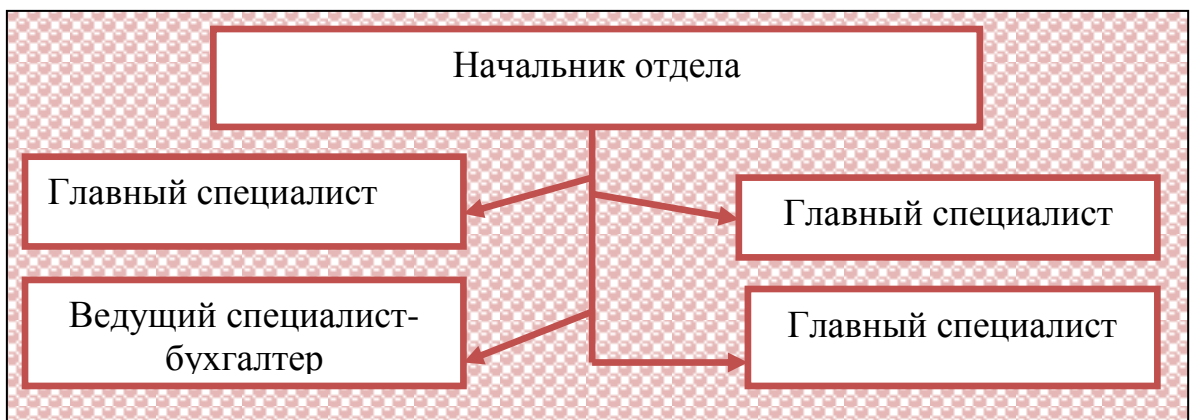 Начальник отдела
Главный специалист
Главный специалист
Ведущий специалист-
бухгалтер
Главный специалист